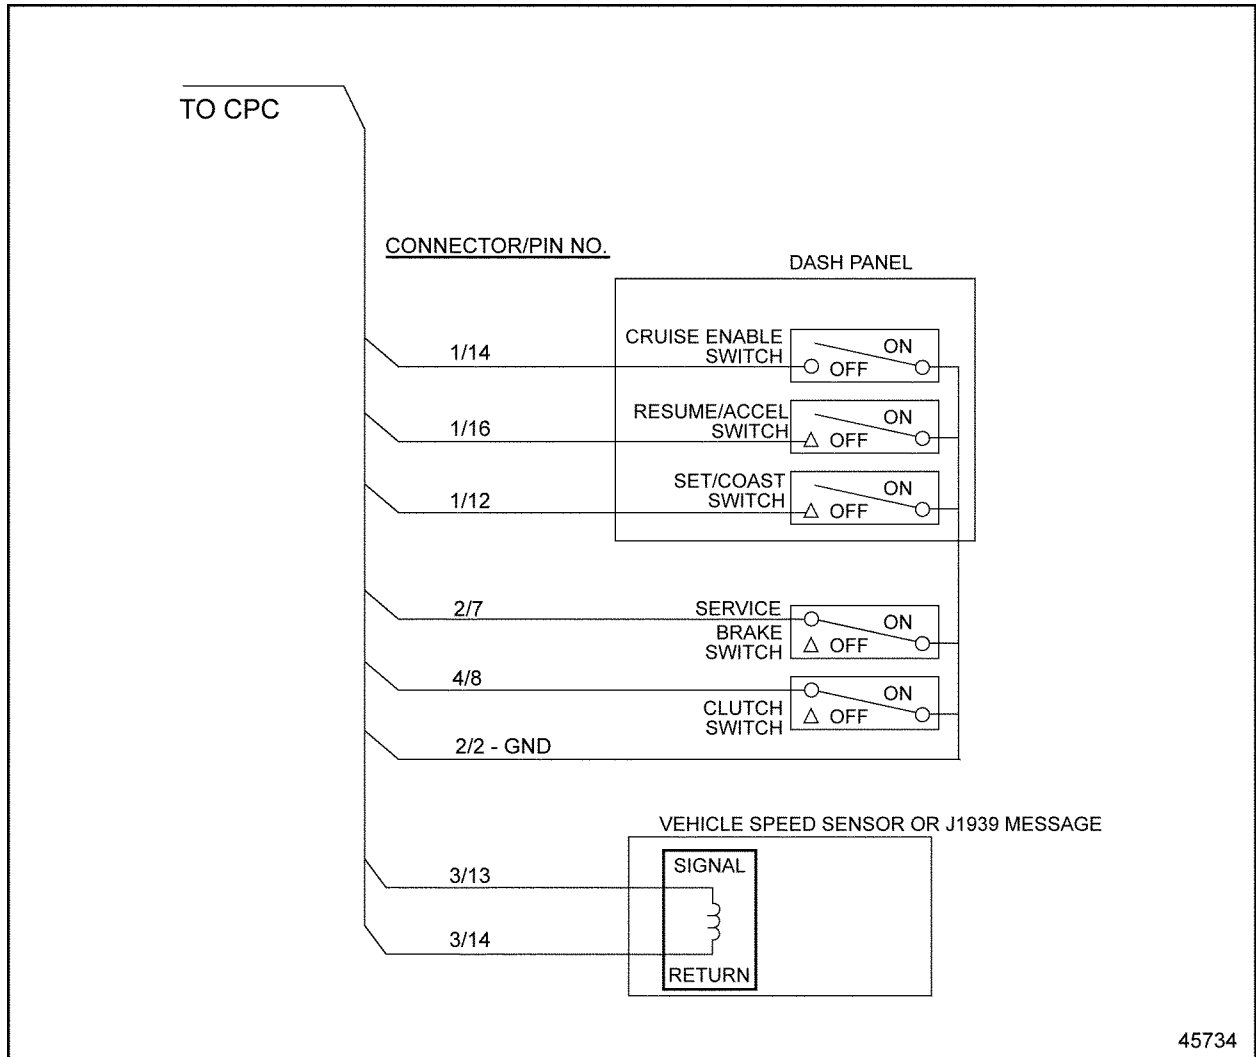 TO CPC
CONNECTOR/PIN NO.
DASH PANEL
1/14
CRUISE ENABLE
SWITCH
ON
OFF
1/16
RESUME/ACCEL
SWITCH
ON
OFF
1/12
SET/COAST
SWITCH
ON
OFF
2/7
SERVICE
BRAKE
SWITCH
ON
OFF
4/8
CLUTCH
SWITCH
ON
OFF
2/2 - GND
VEHICLE SPEED SENSOR OR J1939 MESSAGE
3/13
SIGNAL
3/14
RETURN
45734